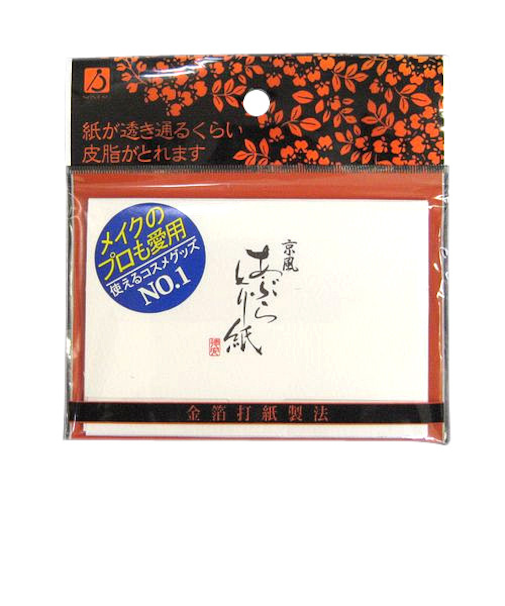 紙が透き通るくらい
皮脂がとれます
メイクの
プロも愛用
使えるコスメグッズ
NO.1
京風
あぶら
とり紙
金箔打紙製法